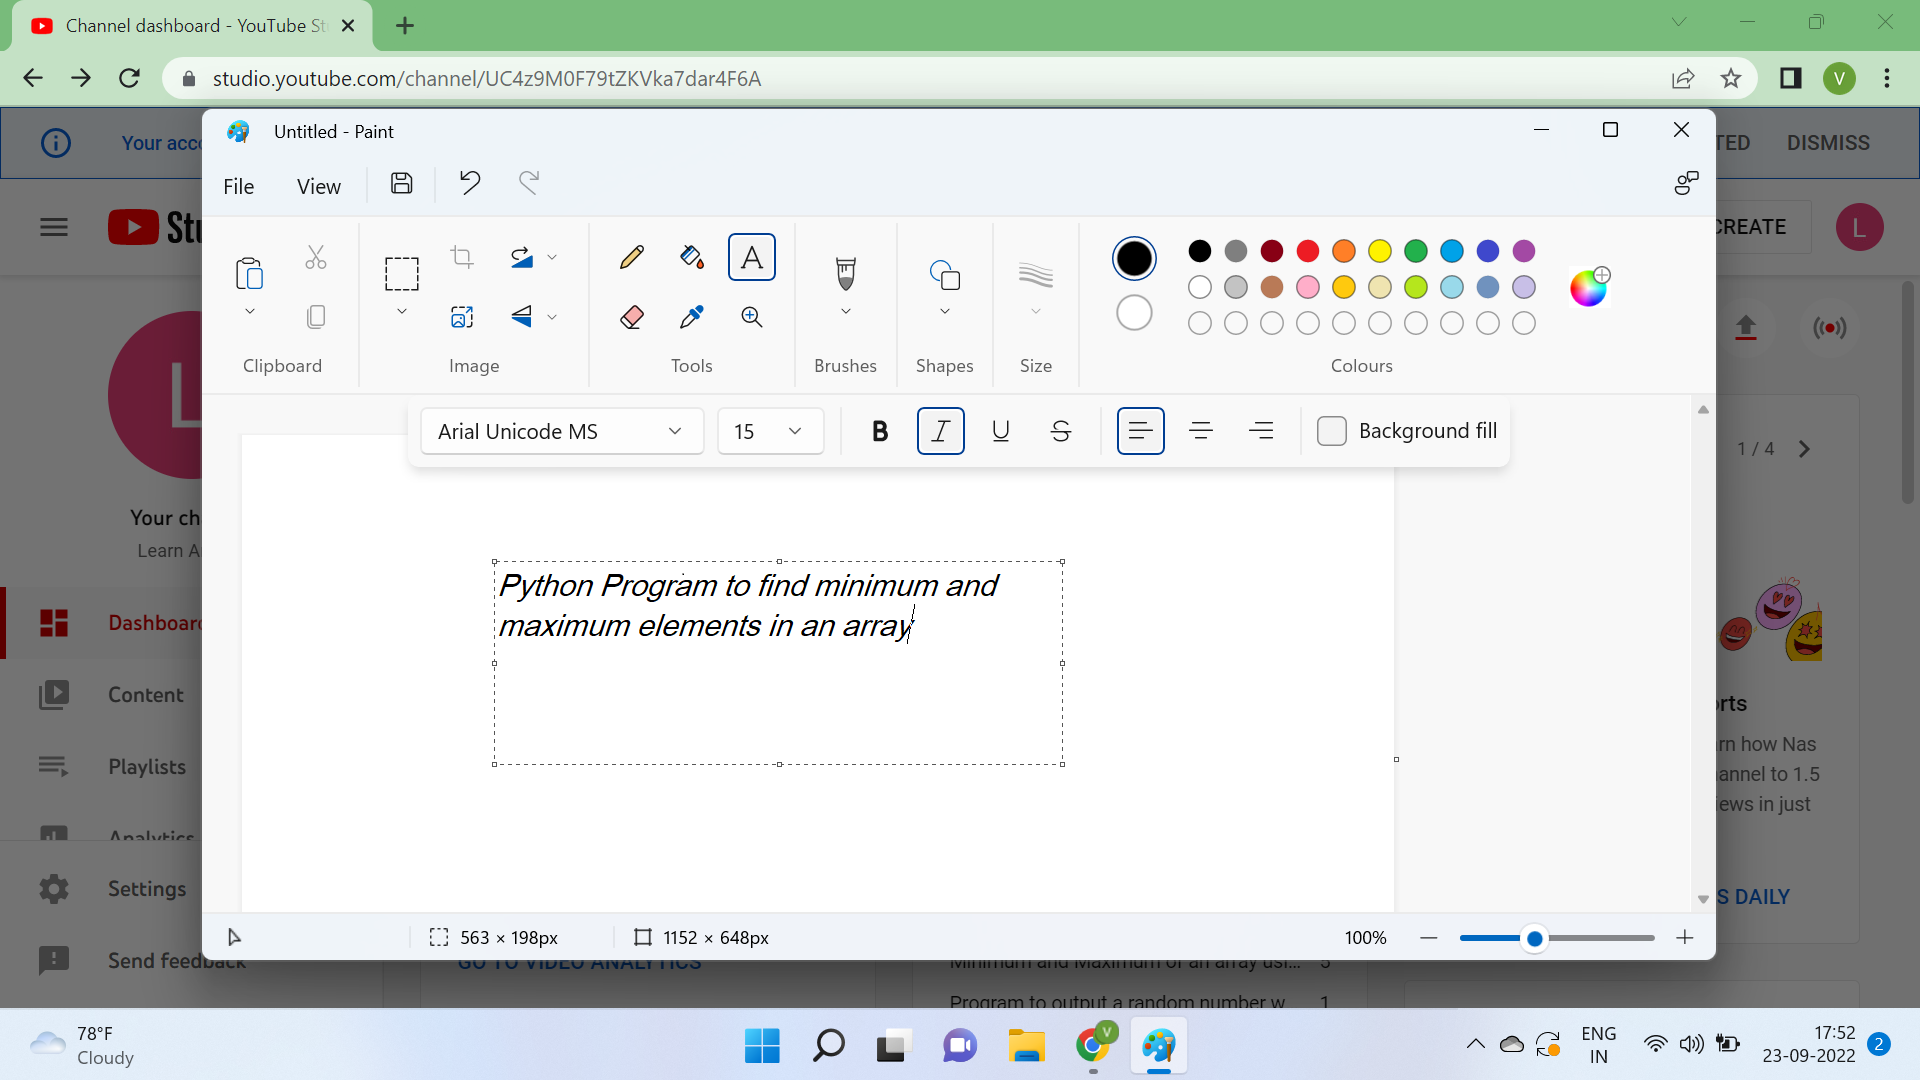 Channel dashboard - YouTube St
studio.youtube.com/channel/UC4z9M0F79tZKVka7dar4F6A
V
Your acc
TED
DISMISS
Untitled - Paint
File
View
Stu
CREATE
L
Clipboard
Image
Tools
Brushes
Shapes
Size
Colours
Arial Unicode MS
15
B
I
U
S
Background fill
1 / 4
L
Your ch
Learn A
Python Program to find minimum and
maximum elements in an array
Dashboard
Content
Playlists
Analytics
Settings
Send feedback
orts
rn how Nas
annel to 1.5
iews in just
S DAILY
563 × 198px
1152 × 648px
100%
GO TO VIDEO ANALYTICS
Minimum and Maximum of an array usi...
Program to output a random number w...
1
78°F
Cloudy
V
ENG
IN
17:52
23-09-2022
2